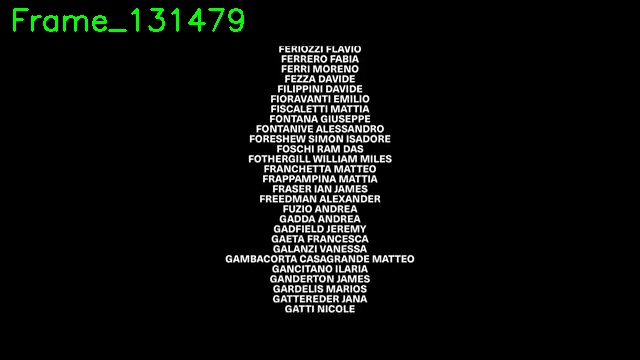 Frame_131479
FERIOZZI FLAVIO
FERRERO FABIA
FERRI MORENO
FEZZA DAVIDE
FILIPPINI DAVIDE
FIORAVANTI EMILIO
FISCALETTI MATTIA
FONTANA GIUSEPPE
FONTANIVE ALESSANDRO
FORESHEW SIMON ISADORE
FOSCHI RAM DAS
FOTHERGILL WILLIAM MILES
FRANCHETTA MATTEO
FRAPPAMPINA MATTIA
FRASER IAN JAMES
FREEDMAN ALEXANDER
FUZIO ANDREA
GADDA ANDREA
GADFIELD JEREMY
GAETA FRANCESCA
GALANZI VANESSA
GAMBACORTA CASAGRANDE MATTEO
GANCITANO ILARIA
GANDERTON JAMES
GARDELIS MARIOS
GATTEREDER JANA
GATTI NICOLE